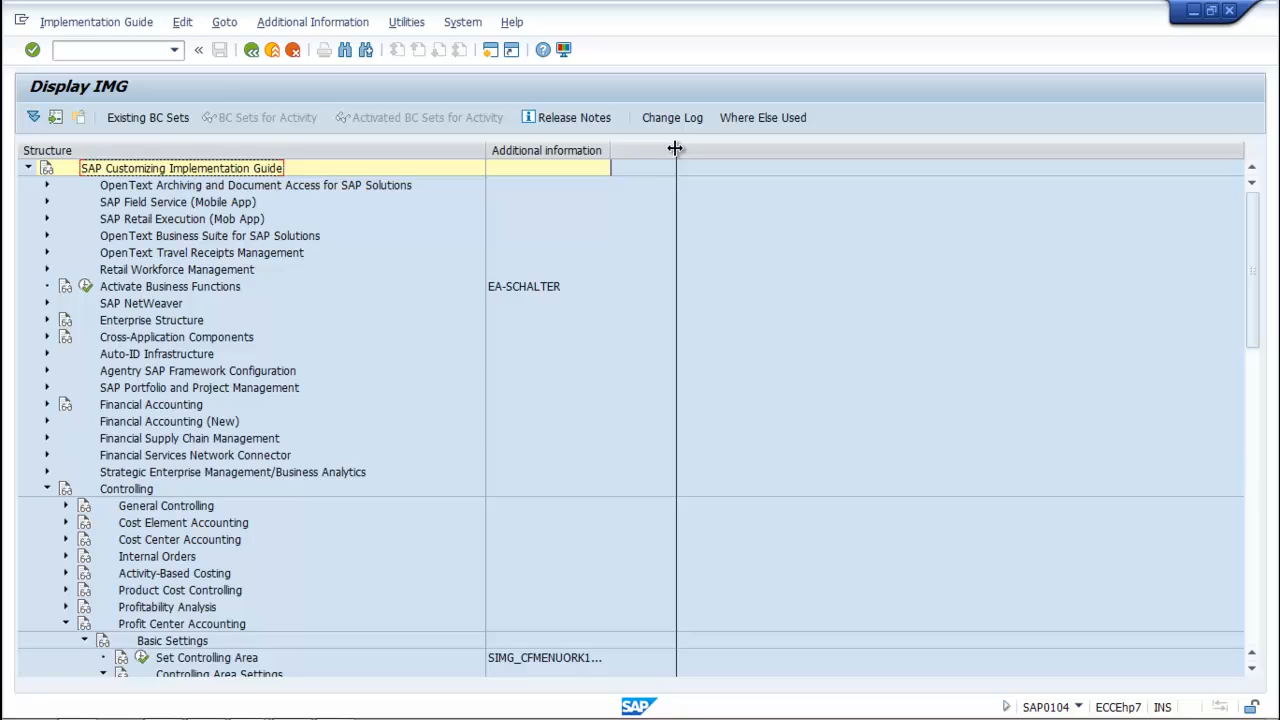 Implementation Guide Edit Goto Additional Information Utilities System Help
Display IMG
Existing BC Sets BC Sets for Activity Activated BC Sets for Activity Release Notes Change Log Where Else Used
Structure Additional information
SAP Customizing Implementation Guide
OpenText Archiving and Document Access for SAP Solutions
SAP Field Service (Mobile App)
SAP Retail Execution (Mob App)
OpenText Business Suite for SAP Solutions
OpenText Travel Receipts Management
Retail Workforce Management
Activate Business Functions EA-SCHALTER
SAP NetWeaver
Enterprise Structure
Cross-Application Components
Auto-ID Infrastructure
Agentry SAP Framework Configuration
SAP Portfolio and Project Management
Financial Accounting
Financial Accounting (New)
Financial Supply Chain Management
Financial Services Network Connector
Strategic Enterprise Management/Business Analytics
Controlling
General Controlling
Cost Element Accounting
Cost Center Accounting
Internal Orders
Activity-Based Costing
Product Cost Controlling
Profitability Analysis
Profit Center Accounting
Basic Settings
Set Controlling Area SIMG_CFMENUORK1...
Controlling Area Settings
SAP SAP0104 ECCEhp7 INS